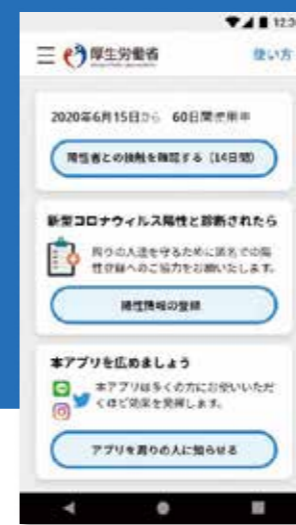 12:3
厚生労働省
使い方
2020年6月15日から 60日間使用中
陽性者との接触を確認する(14日間)
新型コロナウィルス陽性と診断されたら
周りの人達を守るために匿名での陽
性登録へのご協力をお願いいたします。
陽性情報の登録
本アプリを広めましょう
本アプリは多くの方にお使いいただ
くほど効果を発揮します。
アプリを周りの人に知らせる